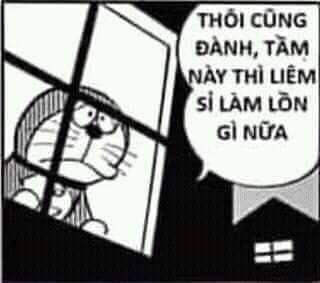 THÔI CŨNG
ĐÀNH, TẦM
NÀY THÌ LIÊM
SỈ LÀM LỒN
GÌ NỮA